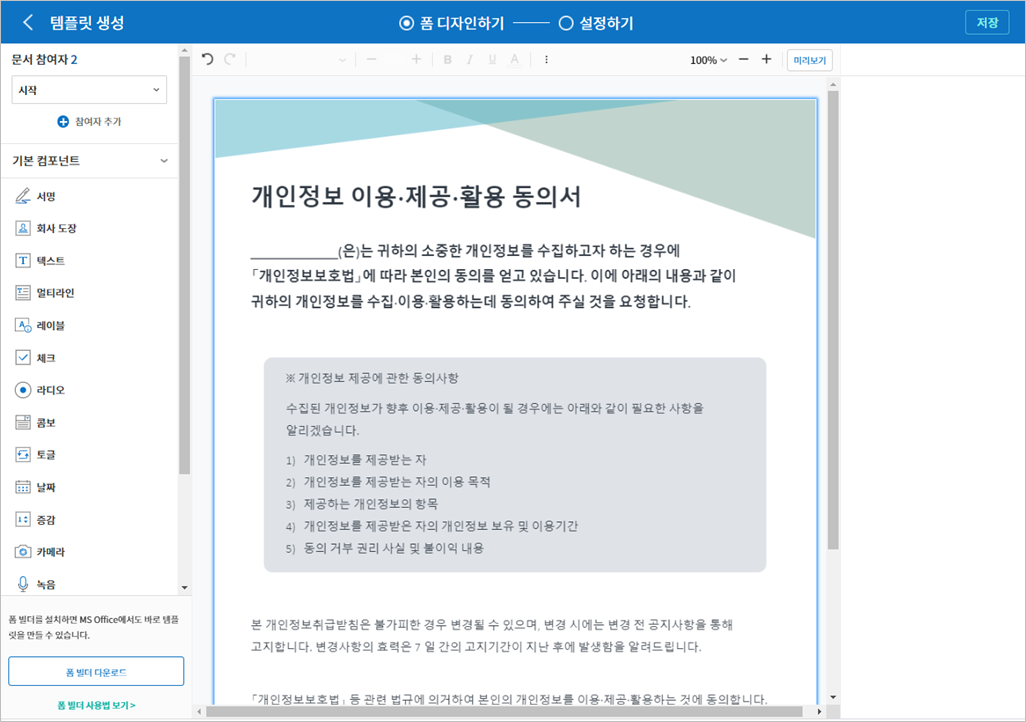 템플릿 생성
폼 디자인하기
설정하기
저장
문서 참여자 2
시작
참여자 추가
기본 컴포넌트
서명
회사 도장
텍스트
멀티라인
레이블
체크
라디오
콤보
토글
날짜
증감
카메라
녹음
폼 빌더를 설치하면 MS Office에서도 바로 템플
릿을 만들 수 있습니다.
폼 빌더 다운로드
폼 빌더 사용법 보기 >
B I U A
100%
미리보기
개인정보 이용·제공·활용 동의서
____________(은)는 귀하의 소중한 개인정보를 수집하고자 하는 경우에
「개인정보보호법」에 따라 본인의 동의를 얻고 있습니다. 이에 아래의 내용과 같이
귀하의 개인정보를 수집·이용·활용하는데 동의하여 주실 것을 요청합니다.
※ 개인정보 제공에 관한 동의사항
수집된 개인정보가 향후 이용·제공·활용이 될 경우에는 아래와 같이 필요한 사항을
알리겠습니다.
1) 개인정보를 제공받는 자
2) 개인정보를 제공받는 자의 이용 목적
3) 제공하는 개인정보의 항목
4) 개인정보를 제공받은 자의 개인정보 보유 및 이용기간
5) 동의 거부 권리 사실 및 불이익 내용
본 개인정보취급방침은 불가피한 경우 변경될 수 있으며, 변경 시에는 변경 전 공지사항을 통해
고지합니다. 변경사항의 효력은 7 일 간의 고지기간이 지난 후에 발생함을 알려드립니다.
「개인정보보호법」 등 관련 법규에 의거하여 본인의 개인정보를 이용·제공·활용하는 것에 동의합니다.